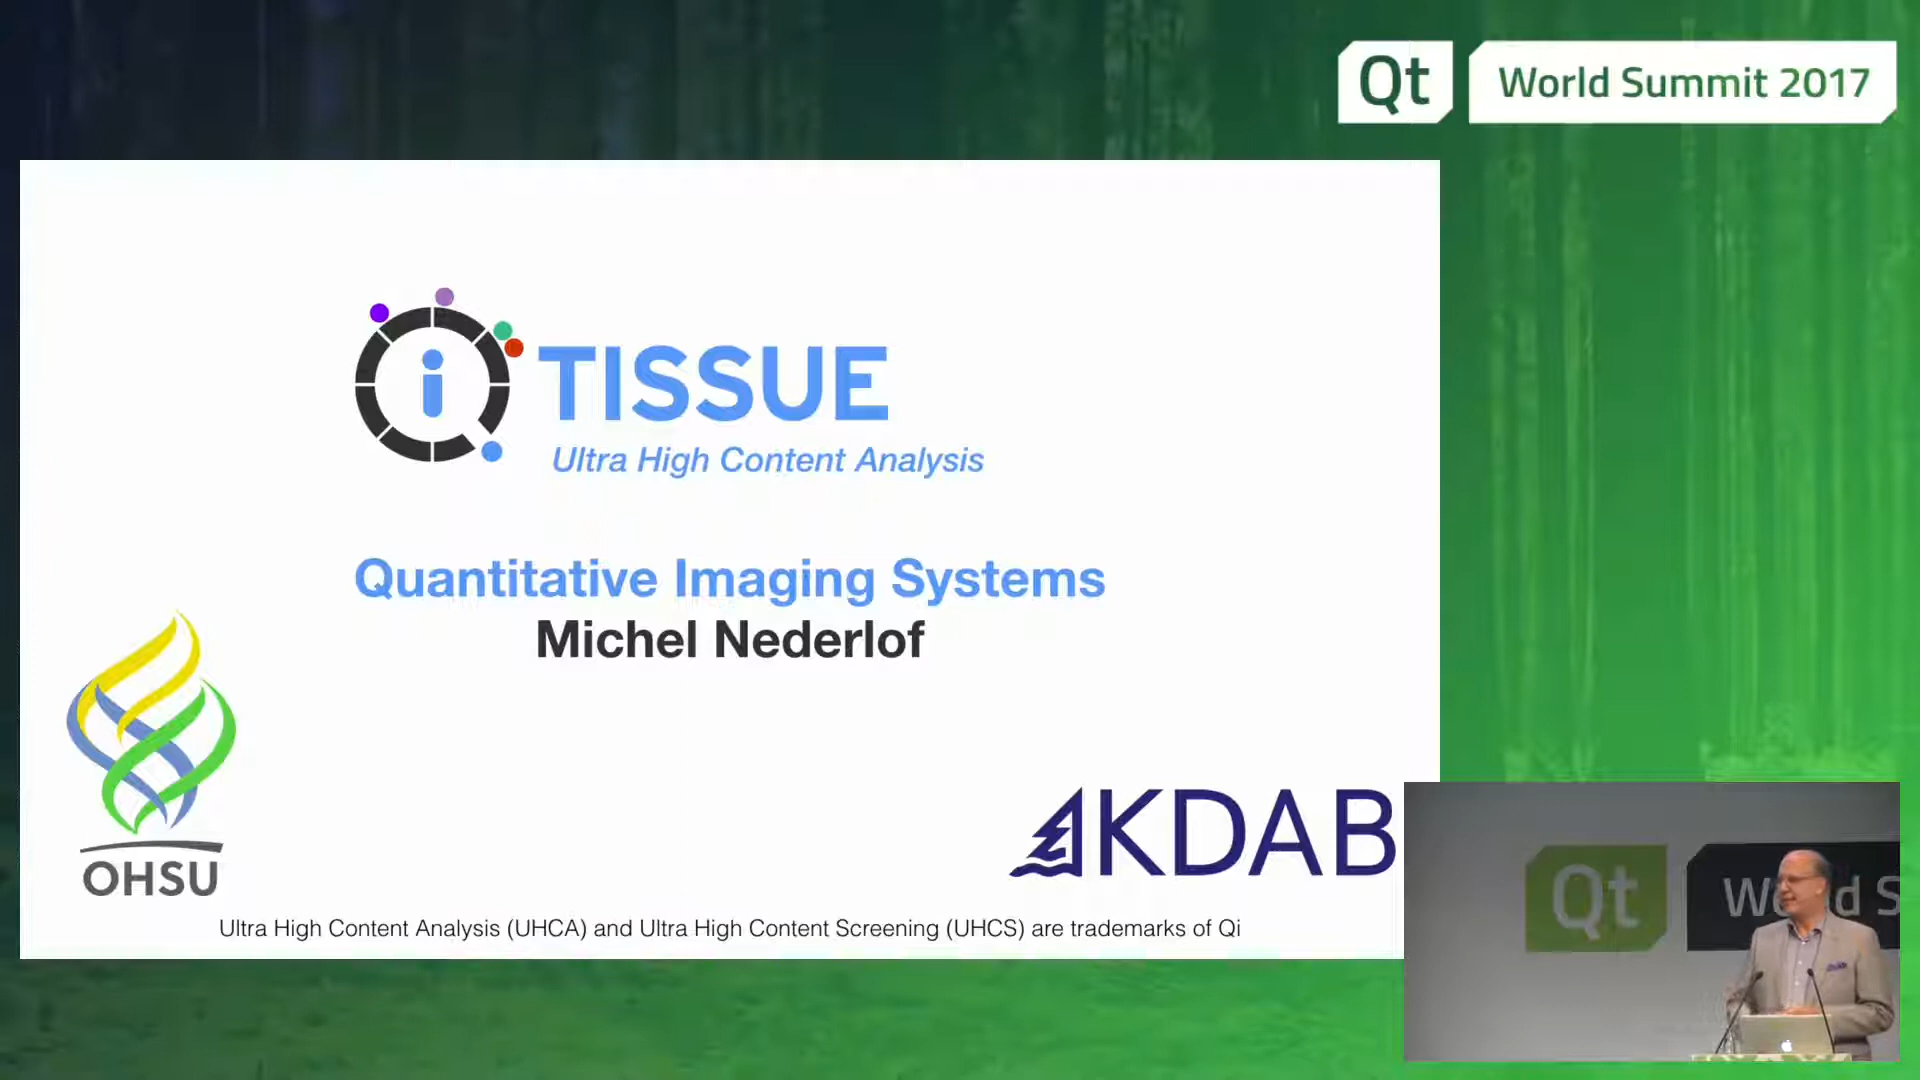 Qt World Summit 2017
Qi TISSUE
Ultra High Content Analysis
Quantitative Imaging Systems
Michel Nederlof
OHSU
KDAB
Ultra High Content Analysis (UHCA) and Ultra High Content Screening (UHCS) are trademarks of Qi
Qt